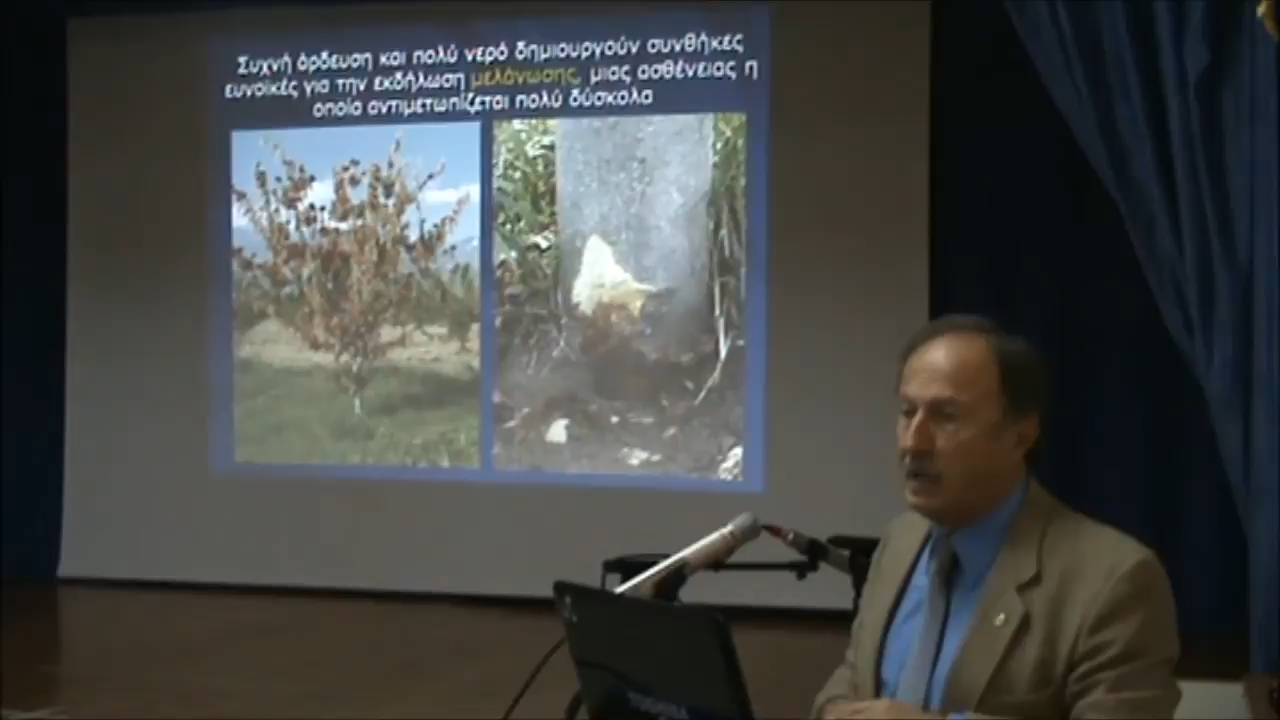 Συχνή άρδευση και πολύ νερό δημιουργούν συνθήκες
ευνοϊκές για την εκδήλωση μελάνωσης, μιας ασθένειας η
οποία αντιμετωπίζεται πολύ δύσκολα